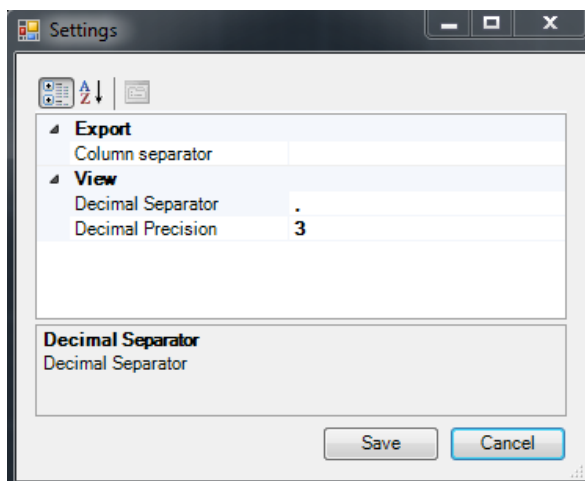 Settings
A
Z
Export
Column separator
View
Decimal Separator .
Decimal Precision 3
Decimal Separator
Decimal Separator
Save Cancel